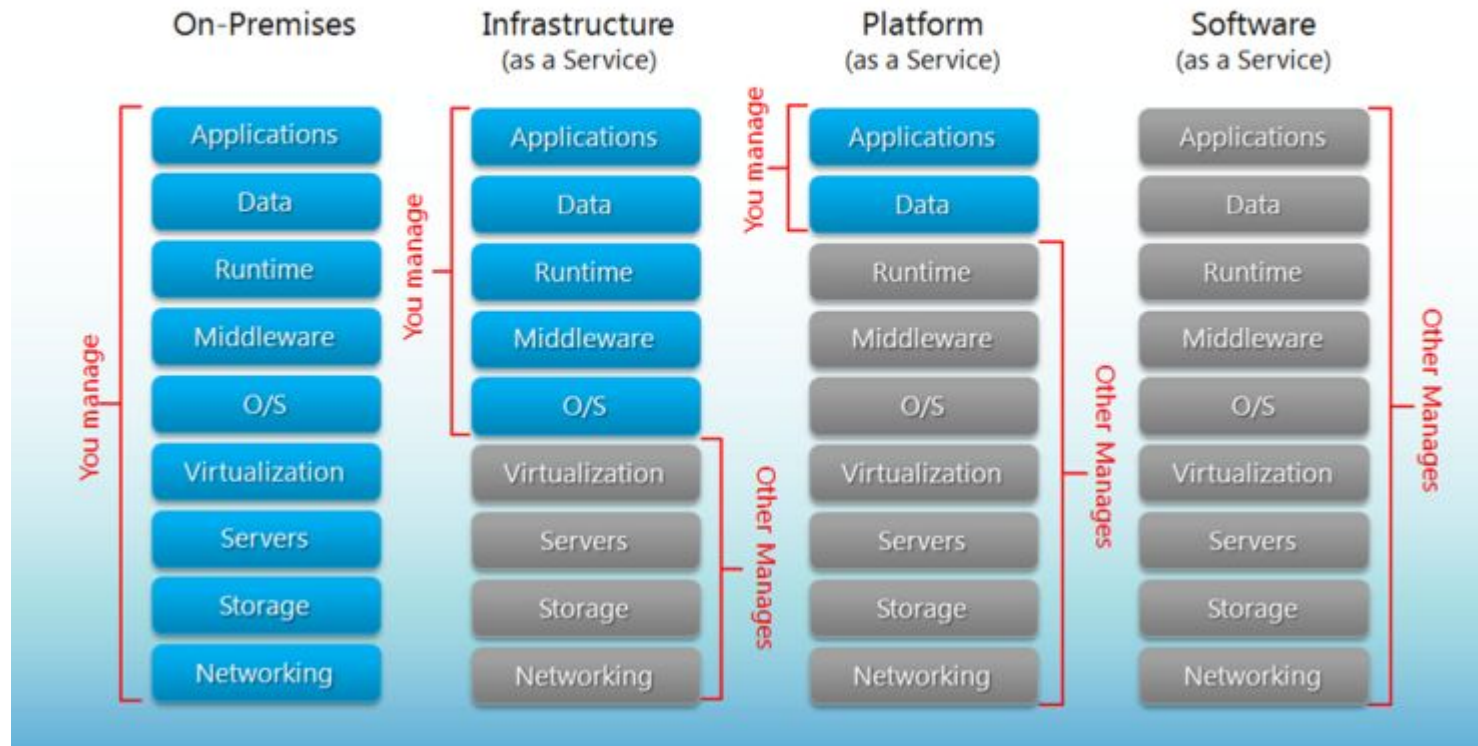 On-Premises
You manage
Applications
Data
Runtime
Middleware
O/S
Virtualization
Servers
Storage
Networking
Infrastructure
(as a Service)
You manage
Applications
Data
Runtime
Middleware
O/S
Virtualization
Servers
Storage
Networking
Other Manages
Platform
(as a Service)
You manage
Applications
Data
Runtime
Middleware
O/S
Virtualization
Servers
Storage
Networking
Other Manages
Software
(as a Service)
Applications
Data
Runtime
Middleware
O/S
Virtualization
Servers
Storage
Networking
Other Manages